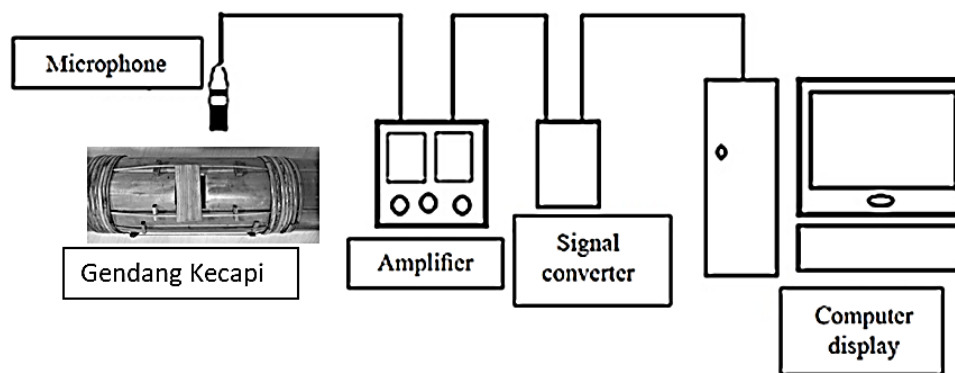 Microphone
Gendang Kecapi
Amplifier
Signal
converter
Computer
display